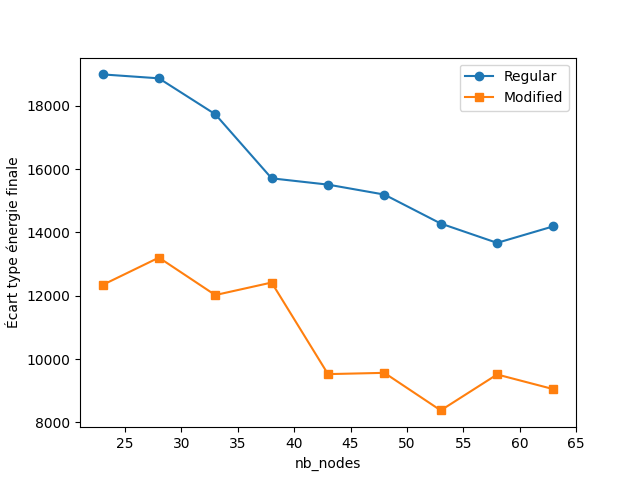 Regular
Modified
Écart type énergie finale
18000
16000
14000
12000
10000
8000
25 30 35 40 45 50 55 60 65
nb_nodes